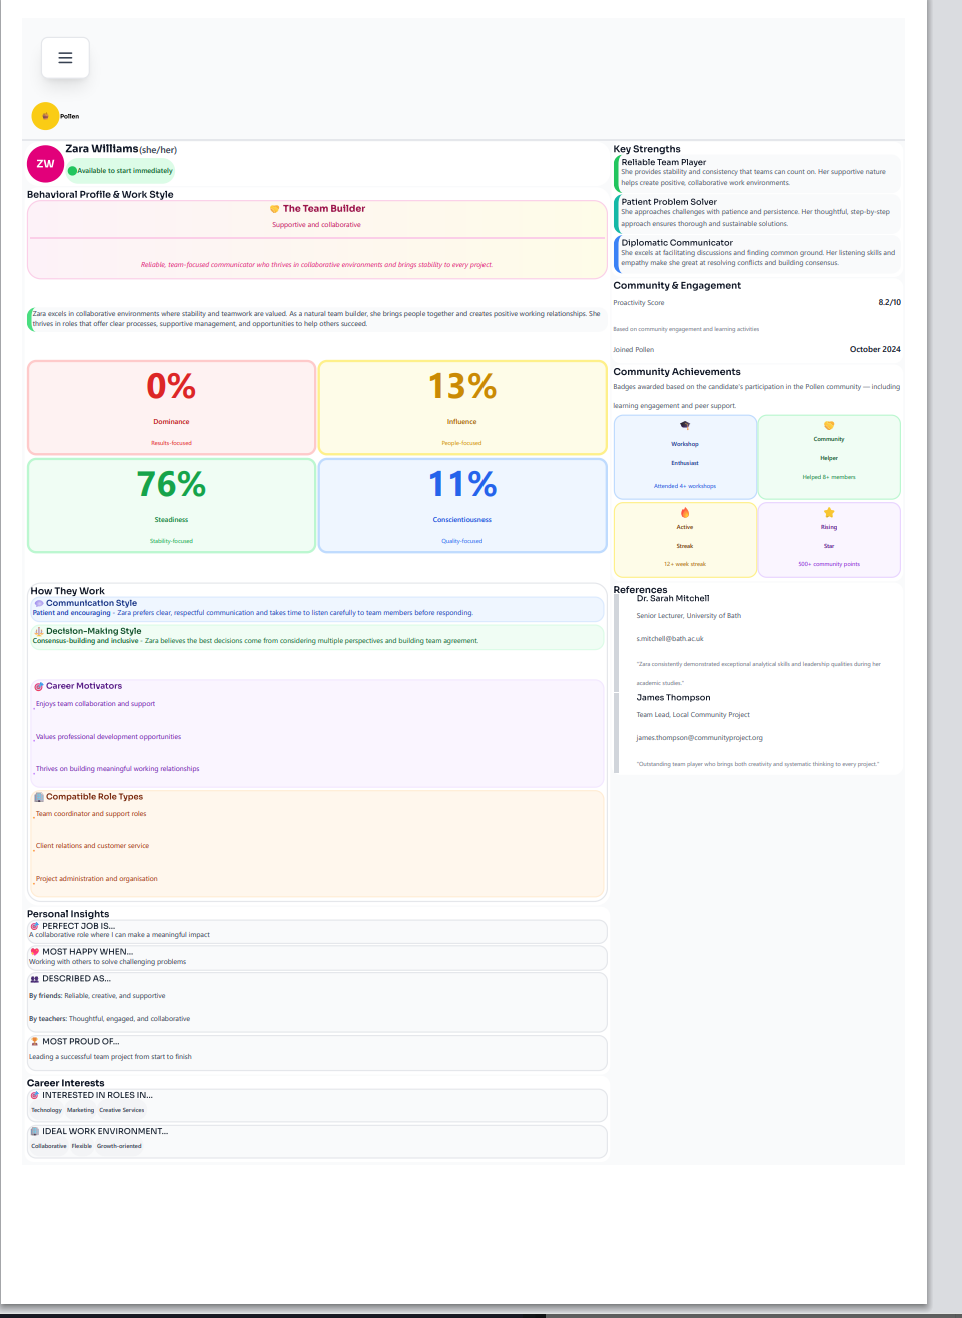 Pollen
ZW
Zara Williams (she/her)
Available to start immediately
Behavioral Profile & Work Style
The Team Builder
Supportive and collaborative
Reliable, team-focused communicator who thrives in collaborative environments and brings stability to every project.
Zara excels in collaborative environments where stability and teamwork are valued. As a natural team builder, she brings people together and creates positive working relationships. She
thrives in roles that offer clear processes, supportive management, and opportunities to help others succeed.
0%
Dominance
Results-focused
13%
Influence
People-focused
76%
Steadiness
Stability-focused
11%
Conscientiousness
Quality-focused
How They Work
Communication Style
Patient and encouraging - Zara prefers clear, respectful communication and takes time to listen carefully to team members before responding.
Decision-Making Style
Consensus-building and inclusive - Zara believes the best decisions come from considering multiple perspectives and building team agreement.
Career Motivators
Enjoys team collaboration and support
Values professional development opportunities
Thrives on building meaningful working relationships
Compatible Role Types
Team coordinator and support roles
Client relations and customer service
Project administration and organisation
Personal Insights
PERFECT JOB IS...
A collaborative role where I can make a meaningful impact
MOST HAPPY WHEN...
Working with others to solve challenging problems
DESCRIBED AS...
By friends: Reliable, creative, and supportive
By teachers: Thoughtful, engaged, and collaborative
MOST PROUD OF...
Leading a successful team project from start to finish
Career Interests
INTERESTED IN ROLES IN...
Technology Marketing Creative Services
IDEAL WORK ENVIRONMENT...
Collaborative Flexible Growth-oriented
Key Strengths
Reliable Team Player
She provides stability and consistency that teams can count on. Her supportive nature
helps create positive, collaborative work environments.
Patient Problem Solver
She approaches challenges with patience and persistence. Her thoughtful, step-by-step
approach ensures thorough and sustainable solutions.
Diplomatic Communicator
She excels at facilitating discussions and finding common ground. Her listening skills and
empathy make she great at resolving conflicts and building consensus.
Community & Engagement
Proactivity Score 8.2/10
Based on community engagement and learning activities
Joined Pollen October 2024
Community Achievements
Badges awarded based on the candidate's participation in the Pollen community — including
learning engagement and peer support.
Workshop
Enthusiast
Attended 4+ workshops
Community
Helper
Helped 8+ members
Active
Streak
12+ week streak
Rising
Star
500+ community points
References
Dr. Sarah Mitchell
Senior Lecturer, University of Bath
s.mitchell@bath.ac.uk
"Zara consistently demonstrated exceptional analytical skills and leadership qualities during her
academic studies."
James Thompson
Team Lead, Local Community Project
james.thompson@communityproject.org
"Outstanding team player who brings both creativity and systematic thinking to every project."